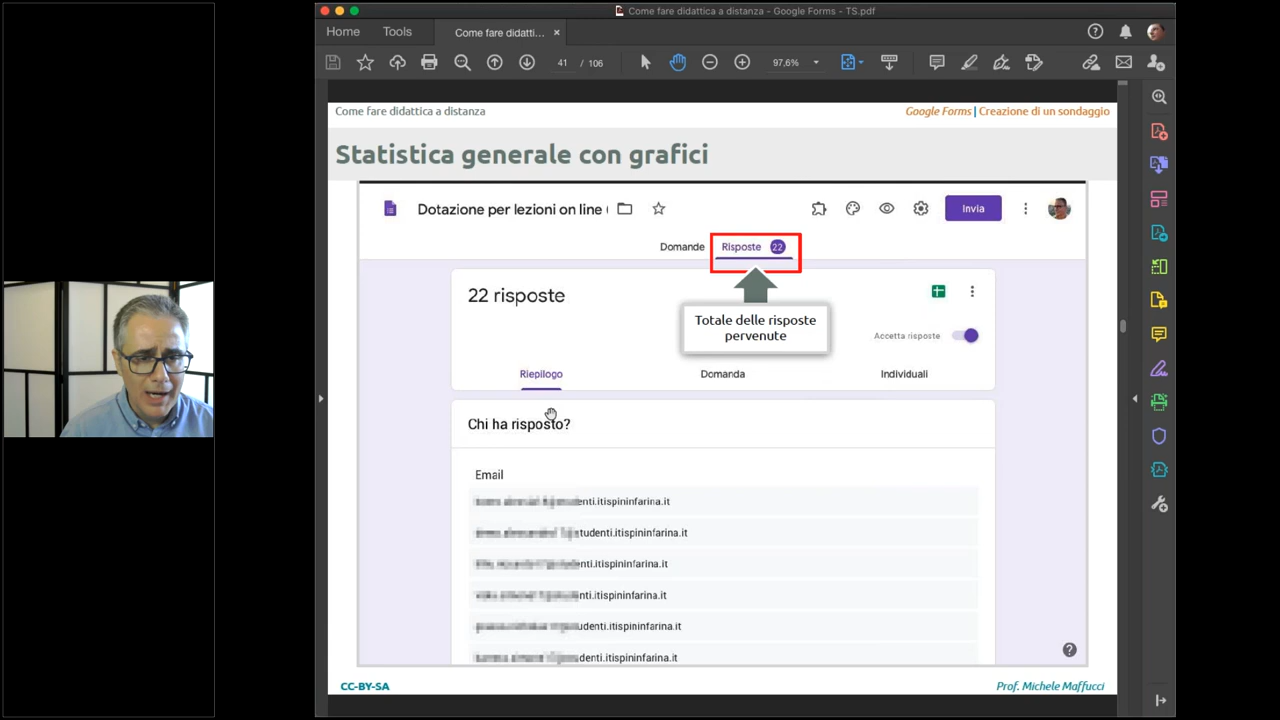 Come fare didattica a distanza - Google Forms - TS.pdf
Home Tools Come fare didatti... ×
41 / 106 97,6%
Come fare didattica a distanza
Google Forms | Creazione di un sondaggio
Statistica generale con grafici
Dotazione per lezioni on line
Invia
Domande Risposte 22
22 risposte
Totale delle risposte
pervenute
Accetta risposte
Riepilogo Domanda Individuali
Chi ha risposto?
Email
enti.itispininfarina.it
tudenti.itispininfarina.it
enti.itispininfarina.it
nti.itispininfarina.it
udenti.itispininfarina.it
denti.itispininfarina.it
CC-BY-SA
Prof. Michele Maffucci